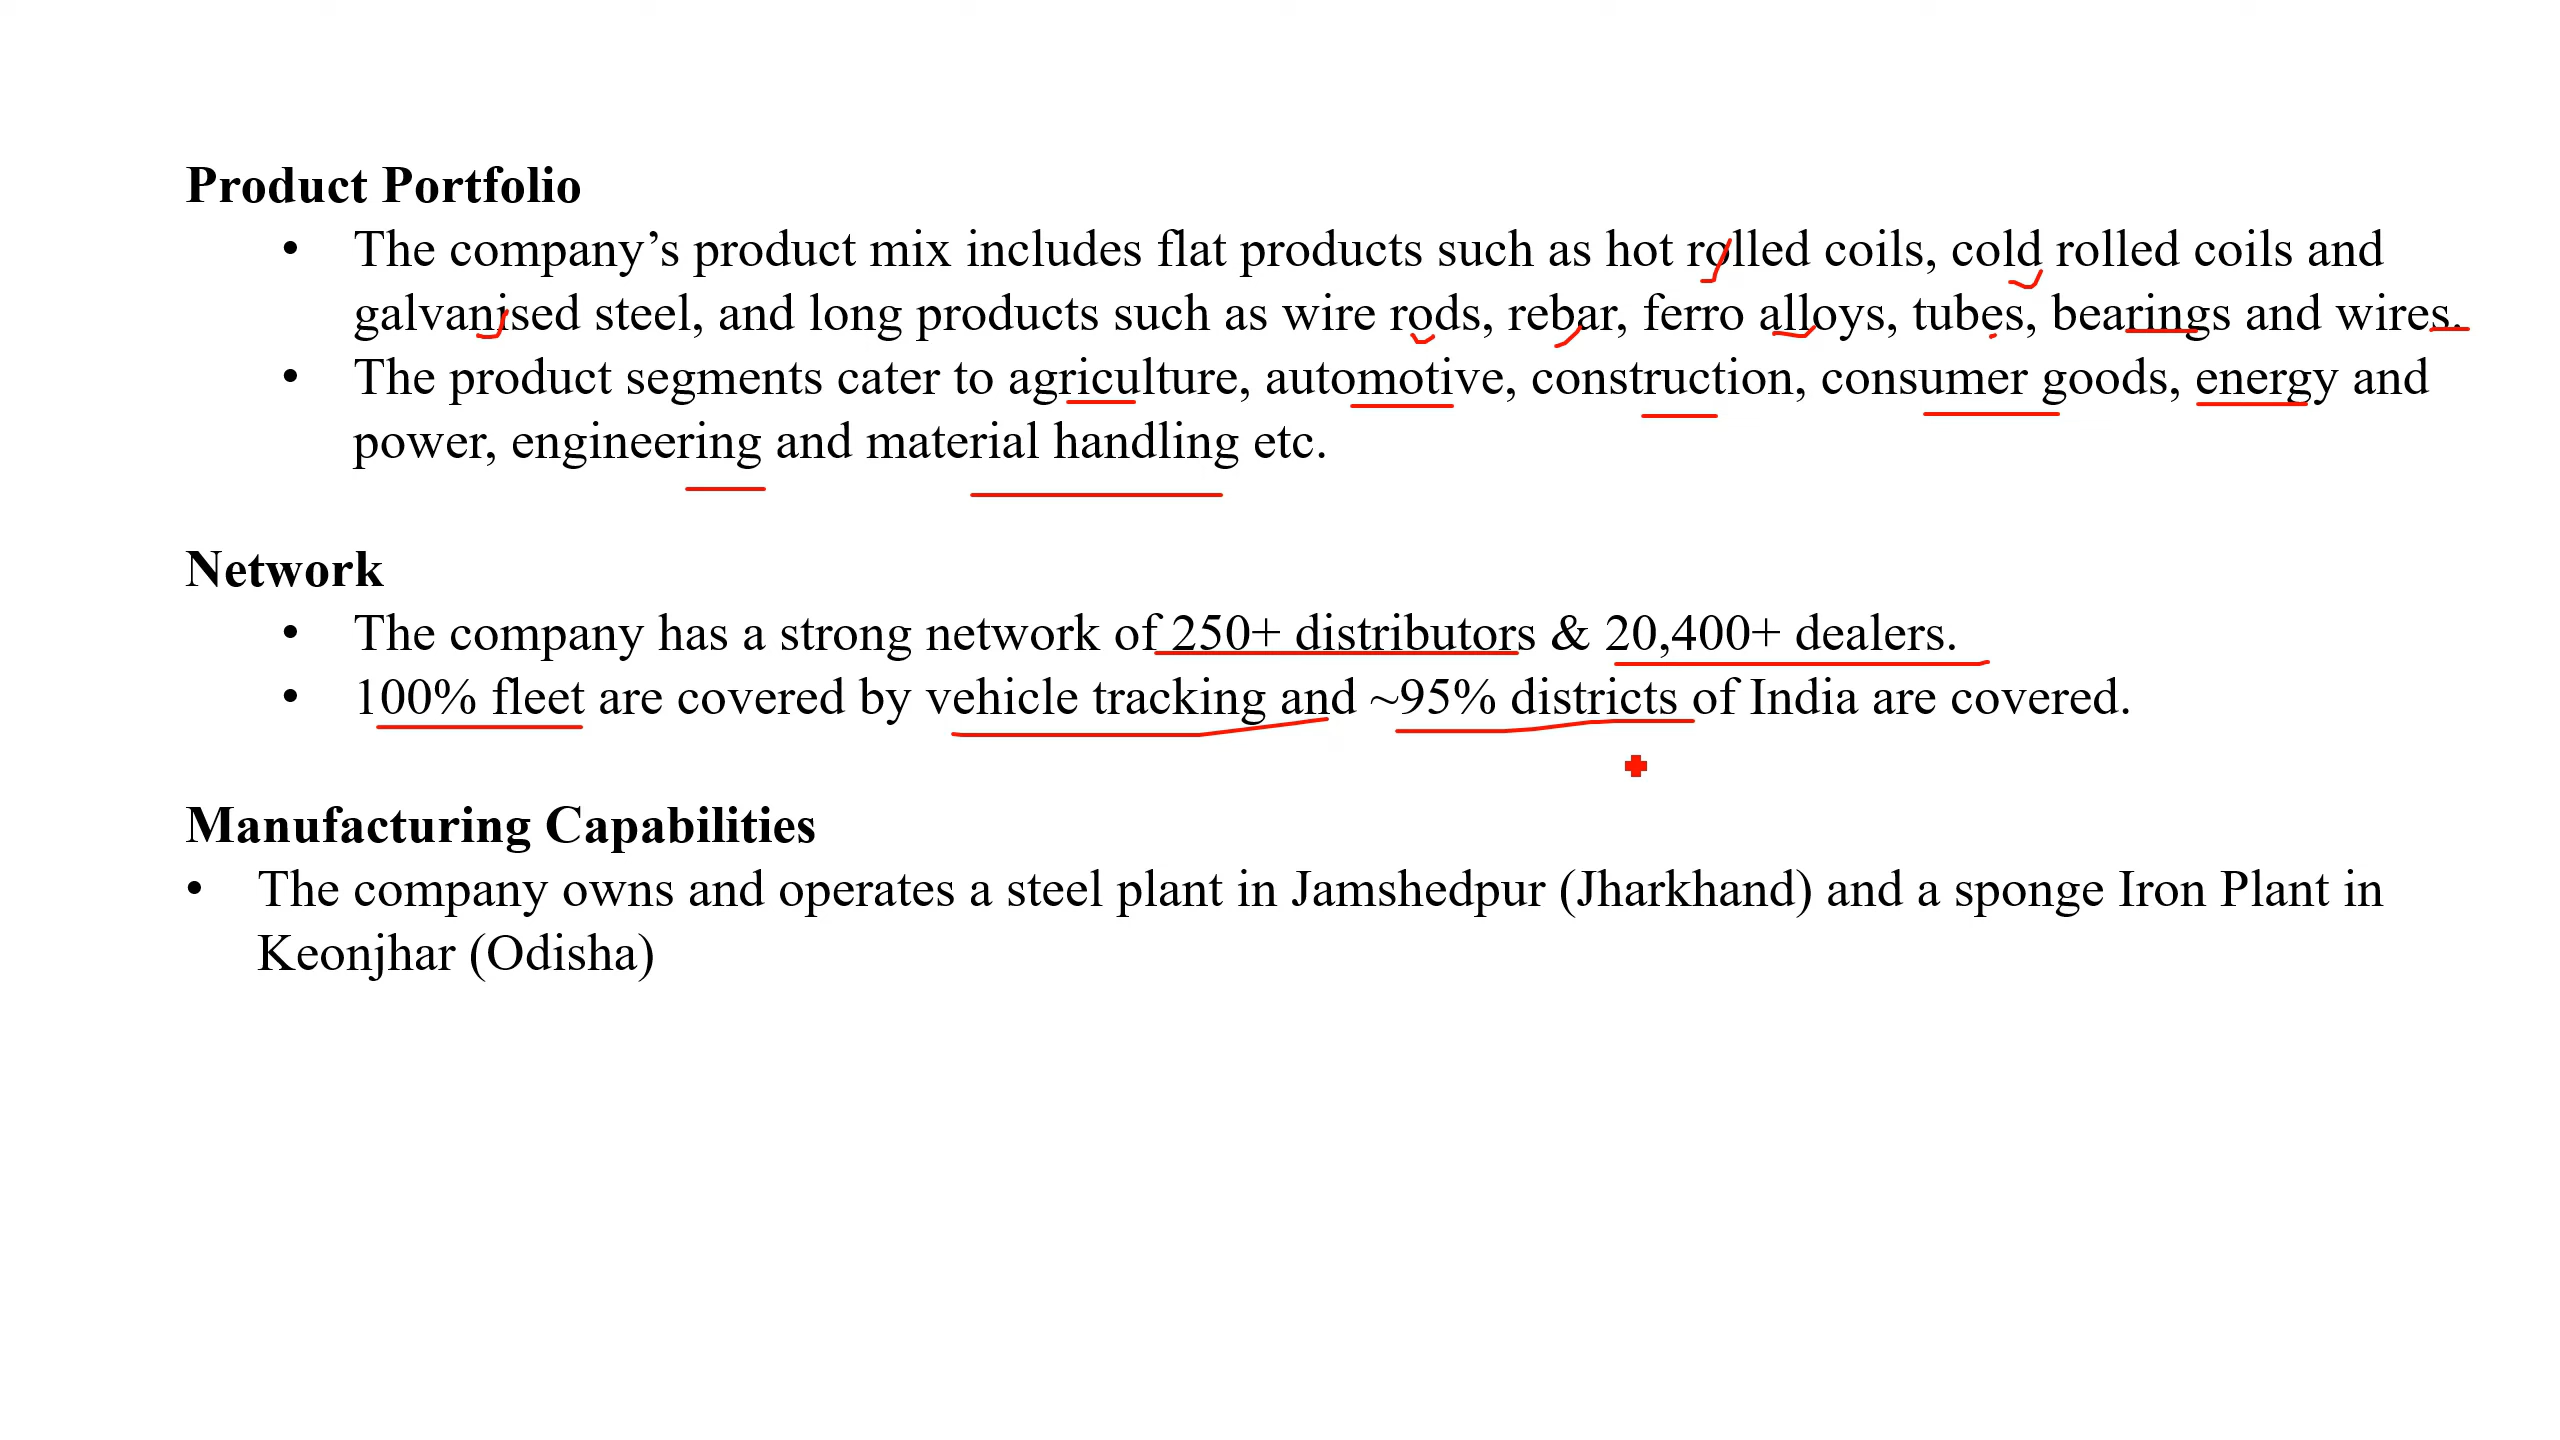 Product Portfolio
• The company’s product mix includes flat products such as hot rolled coils, cold rolled coils and
galvanised steel, and long products such as wire rods, rebar, ferro alloys, tubes, bearings and wires.
• The product segments cater to agriculture, automotive, construction, consumer goods, energy and
power, engineering and material handling etc.
Network
• The company has a strong network of 250+ distributors & 20,400+ dealers.
• 100% fleet are covered by vehicle tracking and ~95% districts of India are covered.
Manufacturing Capabilities
• The company owns and operates a steel plant in Jamshedpur (Jharkhand) and a sponge Iron Plant in
Keonjhar (Odisha)